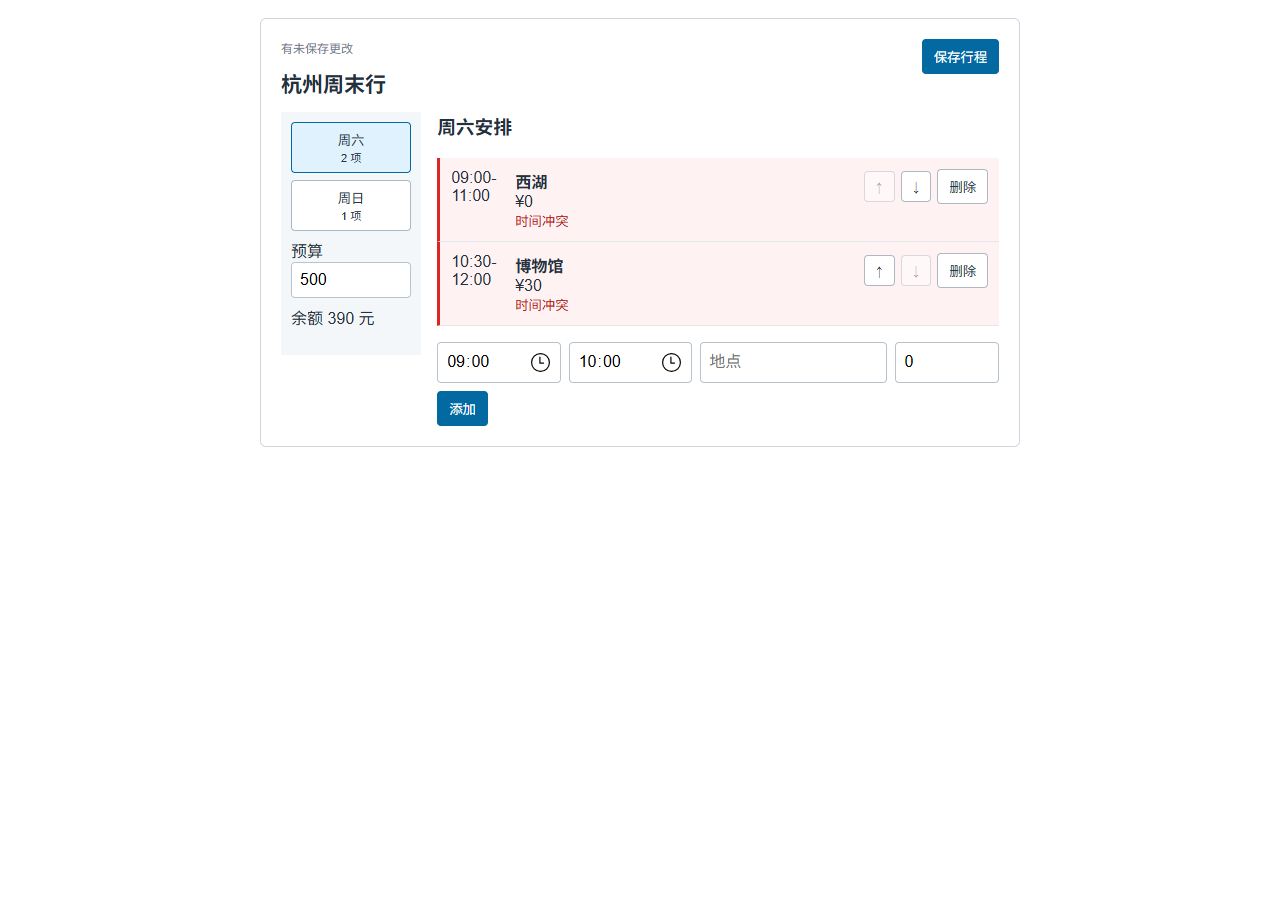 有未保存更改
保存行程
杭州周末行
周六
2 项
周日
1 项
预算
500
余额 390 元
周六安排
09:00-
11:00
西湖
¥0
时间冲突
↑
↓
删除
10:30-
12:00
博物馆
¥30
时间冲突
↑
↓
删除
09:00
10:00
地点
0
添加